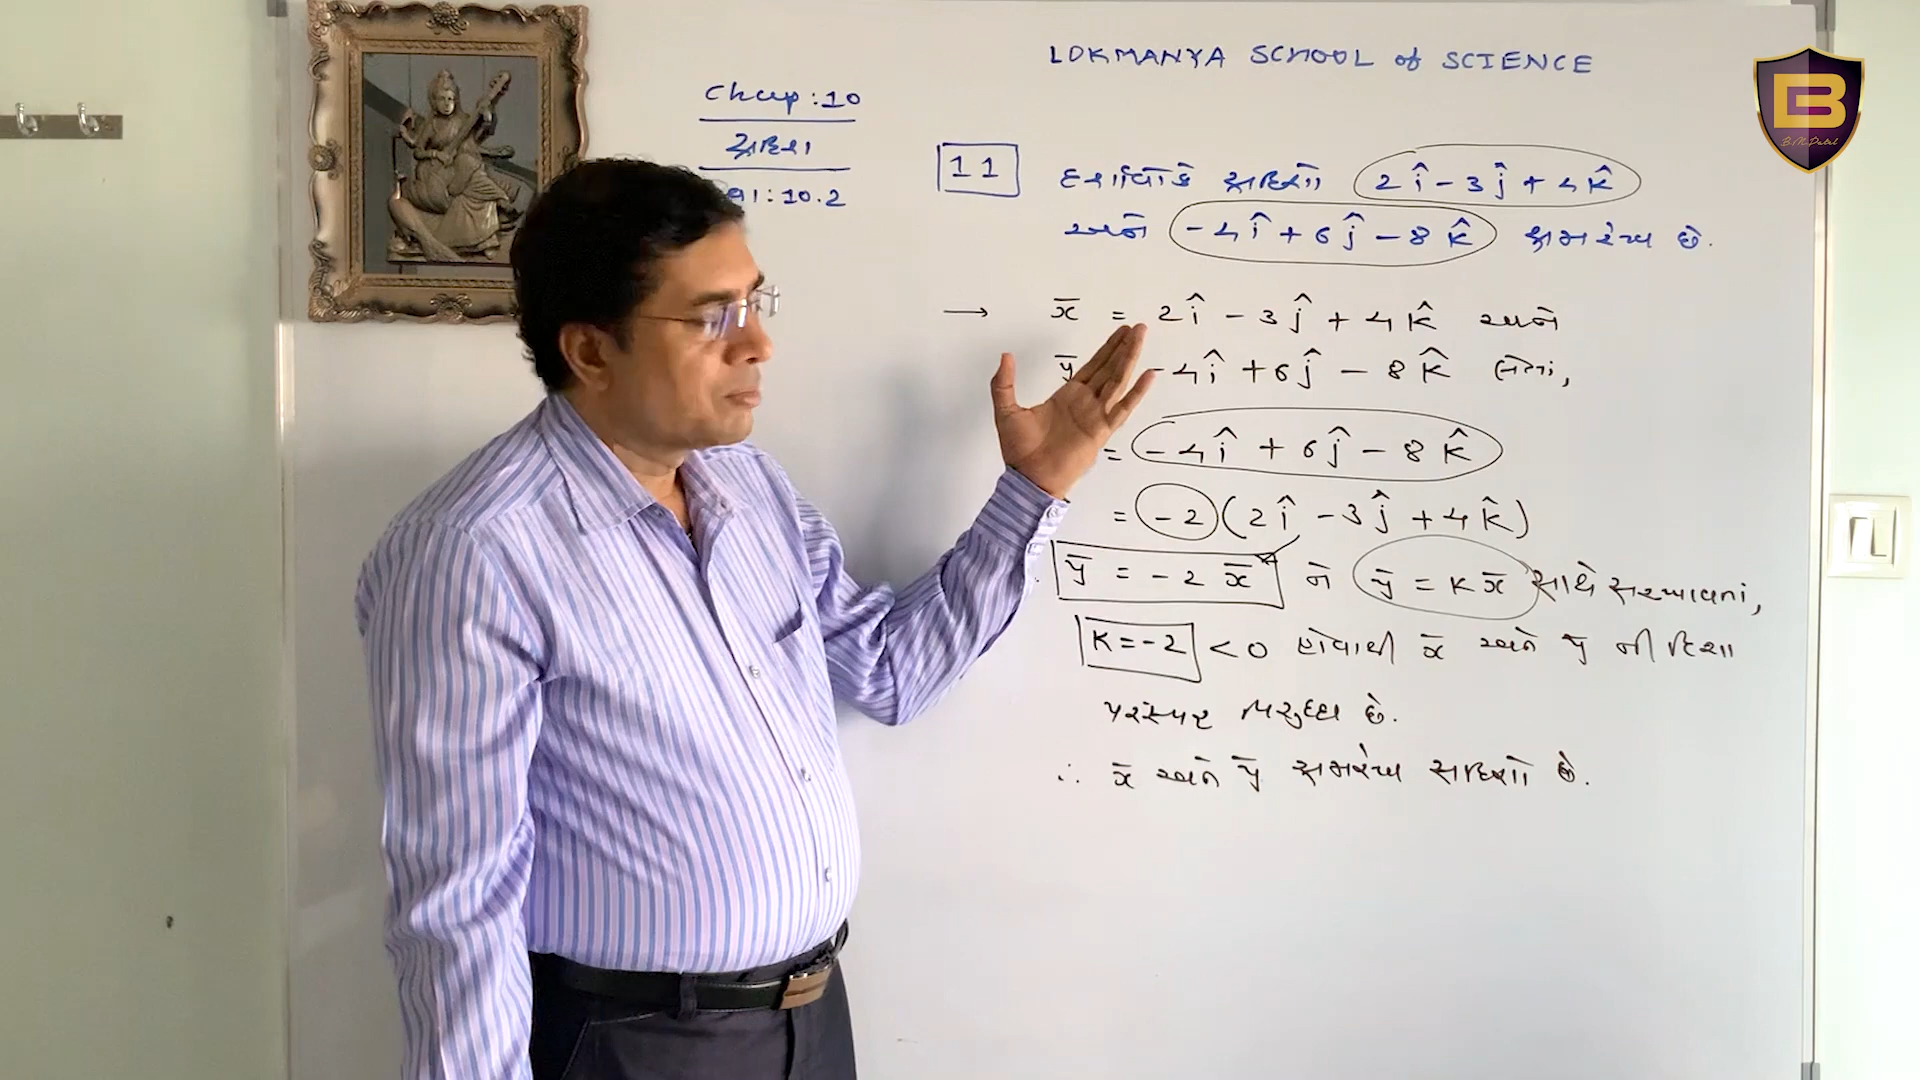 LOKMANYA SCHOOL of SCIENCE
Chap : 10
સદિશ
સ્વા : 10.2
11
દર્શાવો કે સદિશો 2î - 3ĵ + 4k̂
અને -4î + 6ĵ - 8k̂ સમરેખ છે.
→ x̄ = 2î - 3ĵ + 4k̂ અને
ȳ -4î + 6ĵ - 8k̂ લેતાં,
= -4î + 6ĵ - 8k̂
= -2 (2î - 3ĵ + 4k̂)
ȳ = -2 x̄ ને ȳ = K x̄ સાથે સરખાવતાં,
K = -2 < 0 હોવાથી x̄ અને ȳ ની દિશા
પરસ્પર વિરુદ્ધ છે.
∴ x̄ અને ȳ સમરેખ સદિશો છે.
B
B.M.Patel